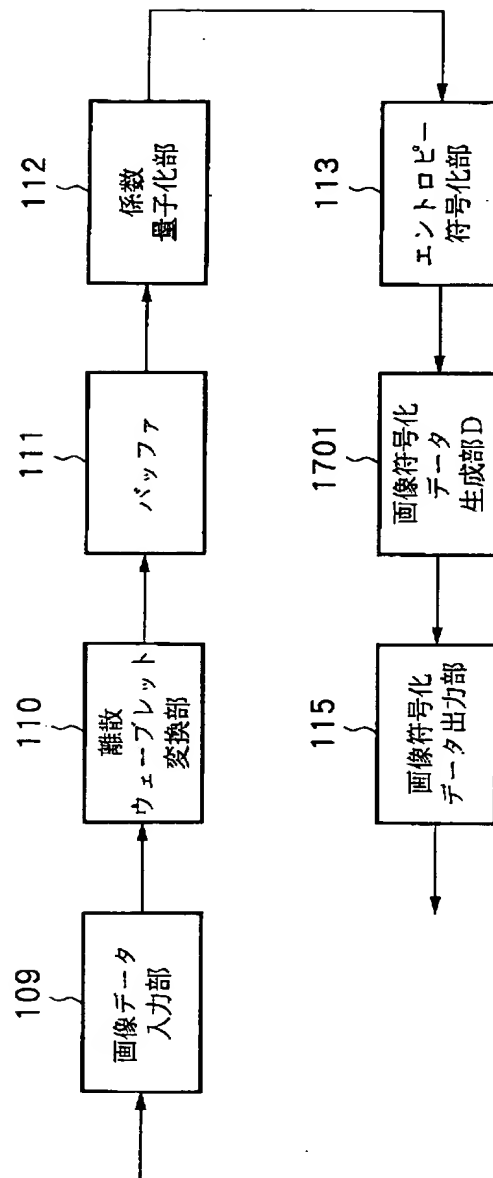 109
画像データ
入力部
110
離散
ウェーブレット
変換部
111
バッファ
112
係数
量子化部
113
エントロピー
符号化部
1701
画像符号化
データ
生成部D
115
画像符号化
データ出力部